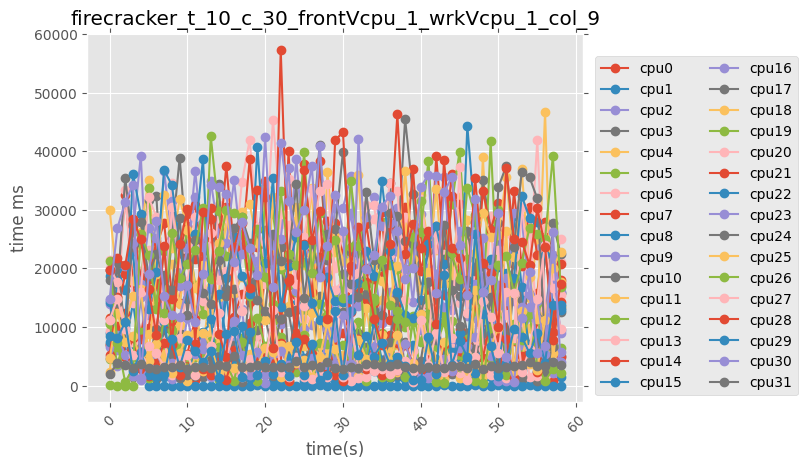 firecracker_t_10_c_30_frontVcpu_1_wrkVcpu_1_col_9
60000
50000
40000
30000
20000
10000
0
time ms
0
10
20
30
40
50
60
time(s)
cpu0
cpu1
cpu2
cpu3
cpu4
cpu5
cpu6
cpu7
cpu8
cpu9
cpu10
cpu11
cpu12
cpu13
cpu14
cpu15
cpu16
cpu17
cpu18
cpu19
cpu20
cpu21
cpu22
cpu23
cpu24
cpu25
cpu26
cpu27
cpu28
cpu29
cpu30
cpu31